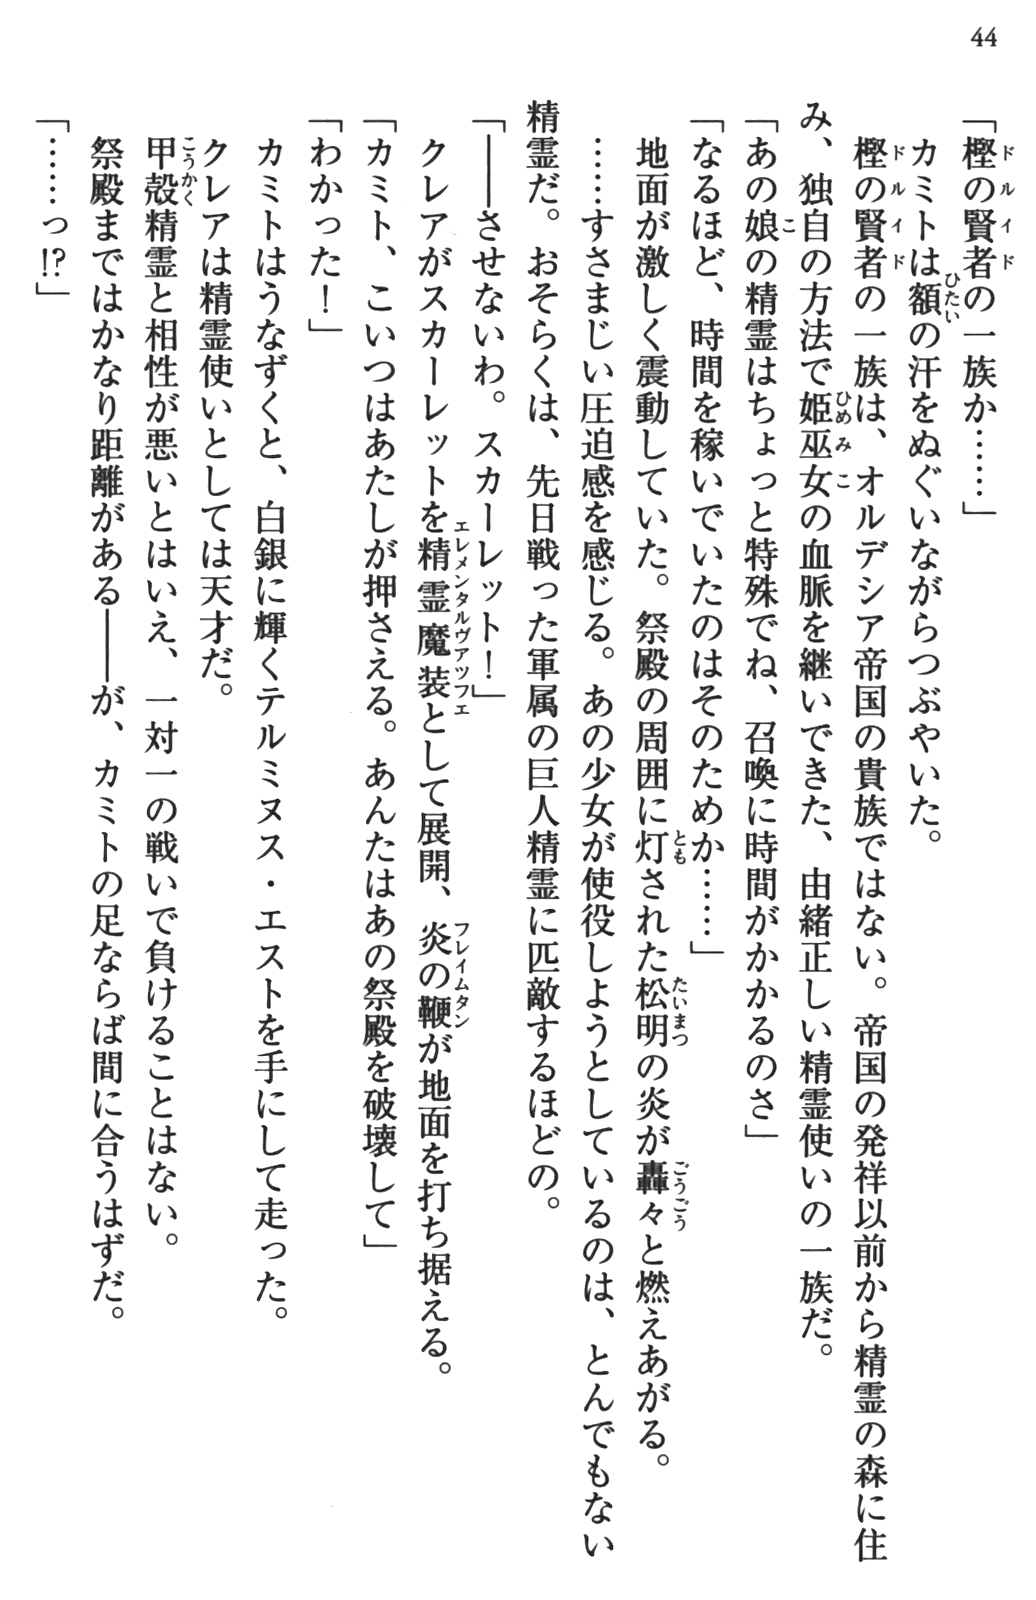 44
「樫の賢者の一族か……」
カミトは額の汗をぬぐいながらつぶやいた。
樫の賢者の一族は、オルデシア帝国の貴族ではない。帝国の発祥以前から精霊の森に住
み、独自の方法で姫巫女の血脈を継いできた、由緒正しい精霊使いの一族だ。
「あの娘の精霊はちょっと特殊でね、召喚に時間がかかるのさ」
「なるほど、時間を稼いでいたのはそのためか……」
地面が激しく震動していた。祭殿の周囲に灯された松明の炎が轟々と燃えあがる。
……すさまじい圧迫感を感じる。あの少女が使役しようとしているのは、とんでもない
精霊だ。おそらくは、先日戦った軍属の巨人精霊に匹敵するほどの。
「――させないわ。スカーレット！」
クレアがスカーレットを精霊魔装として展開、炎の鞭が地面を打ち据える。
「カミト、こいつはあたしが押さえる。あんたはあの祭殿を破壊して」
「わかった！」
カミトはうなずくと、白銀に輝くテルミヌス・エストを手にして走った。
クレアは精霊使いとしては天才だ。
甲殻精霊と相性が悪いとはいえ、一対一の戦いで負けることはない。
祭殿まではかなり距離がある――が、カミトの足ならば間に合うはずだ。
「……っ!?」